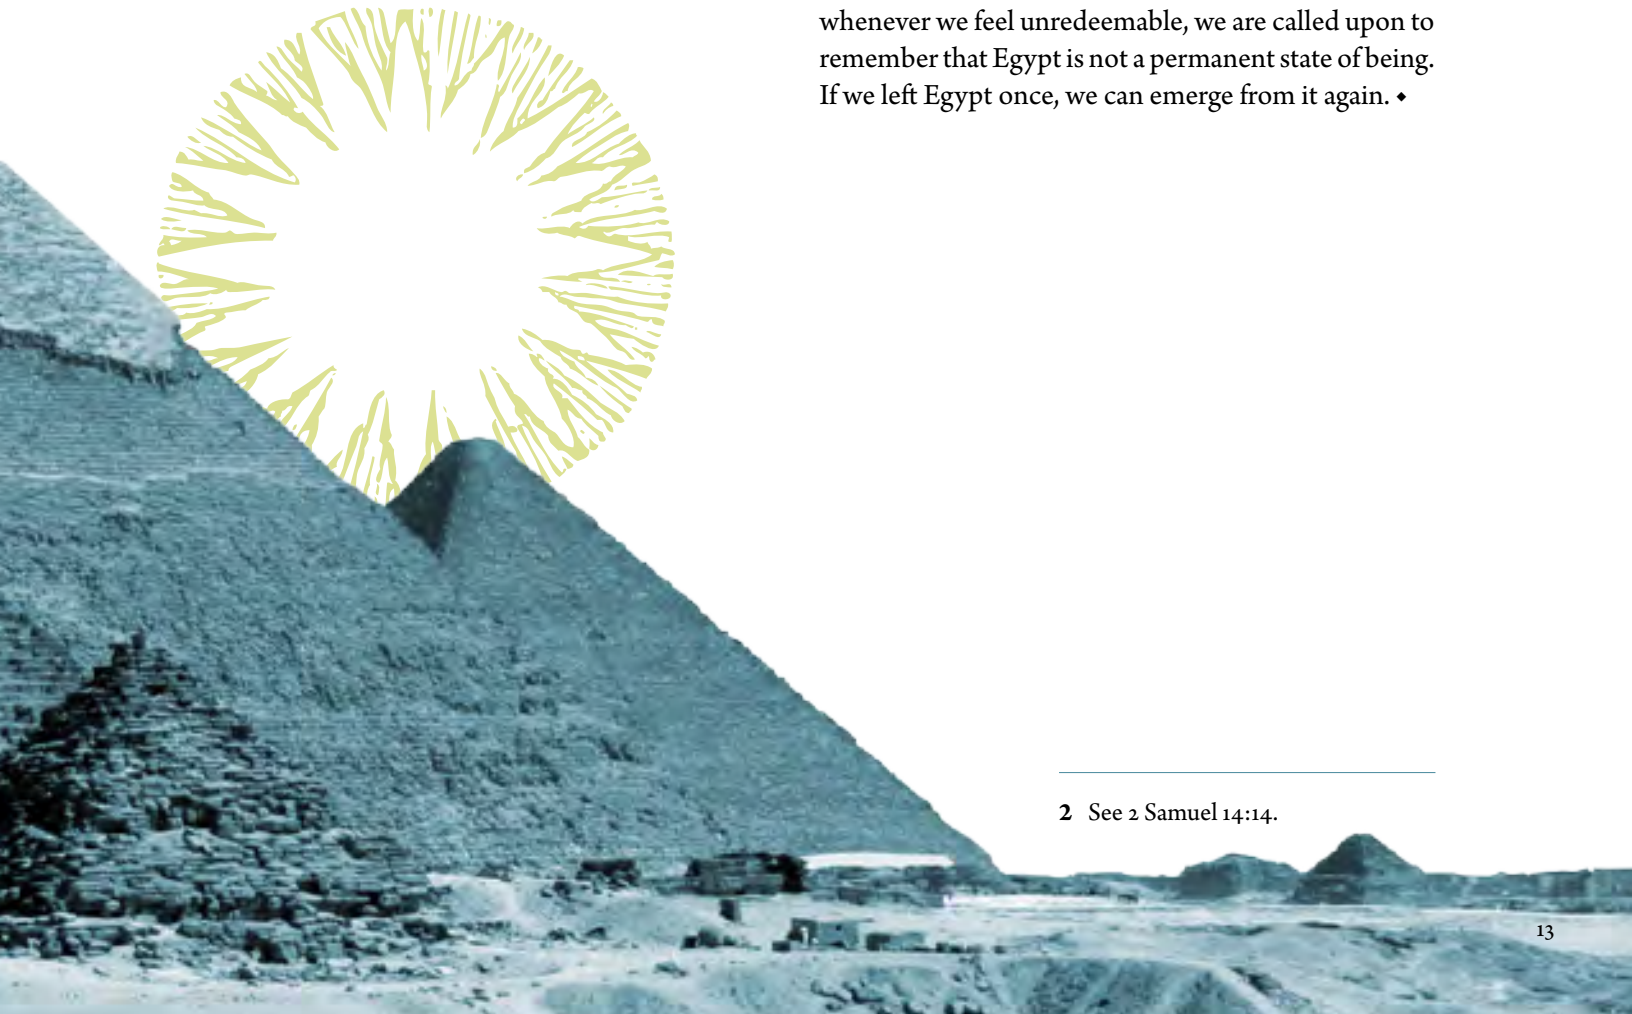 whenever we feel unredeemable, we are called upon to
remember that Egypt is not a permanent state of being.
If we left Egypt once, we can emerge from it again. ◆
2 See 2 Samuel 14:14.
13